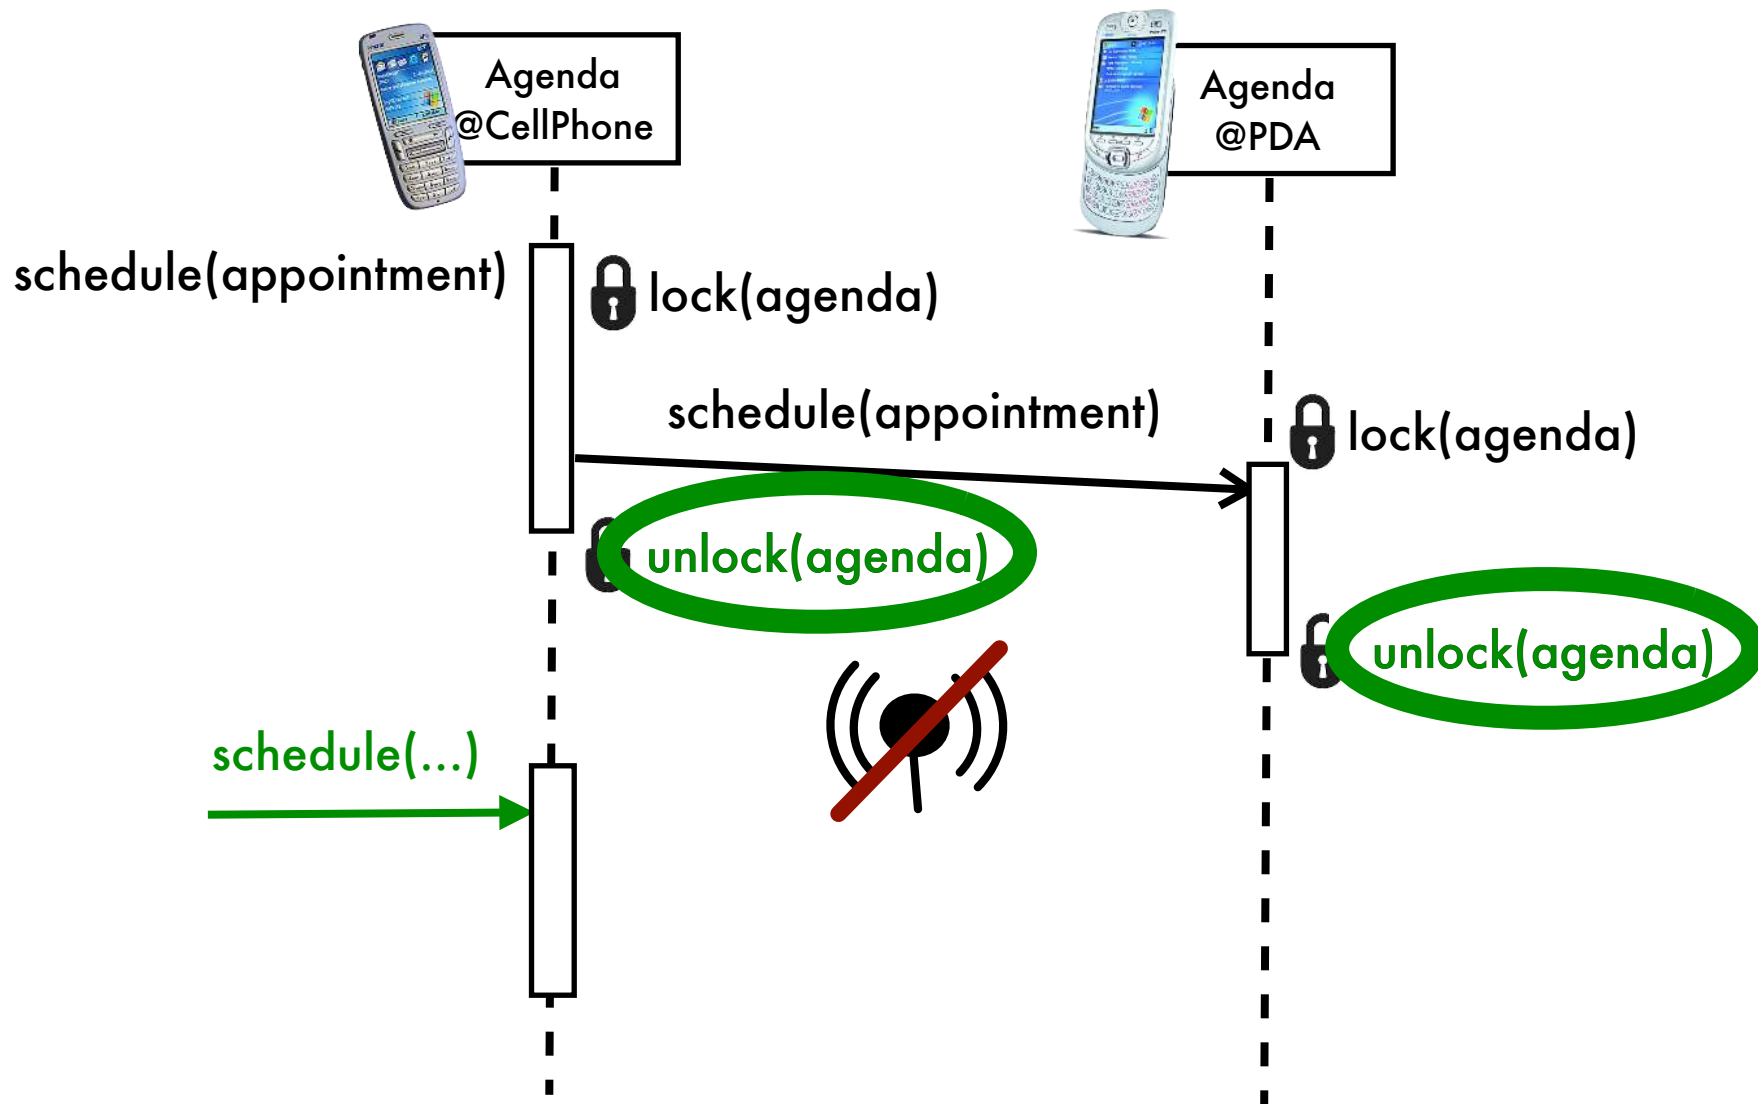 Agenda
@CellPhone
Agenda
@PDA
schedule(appointment)
lock(agenda)
schedule(appointment)
lock(agenda)
unlock(agenda)
unlock(agenda)
schedule(...)